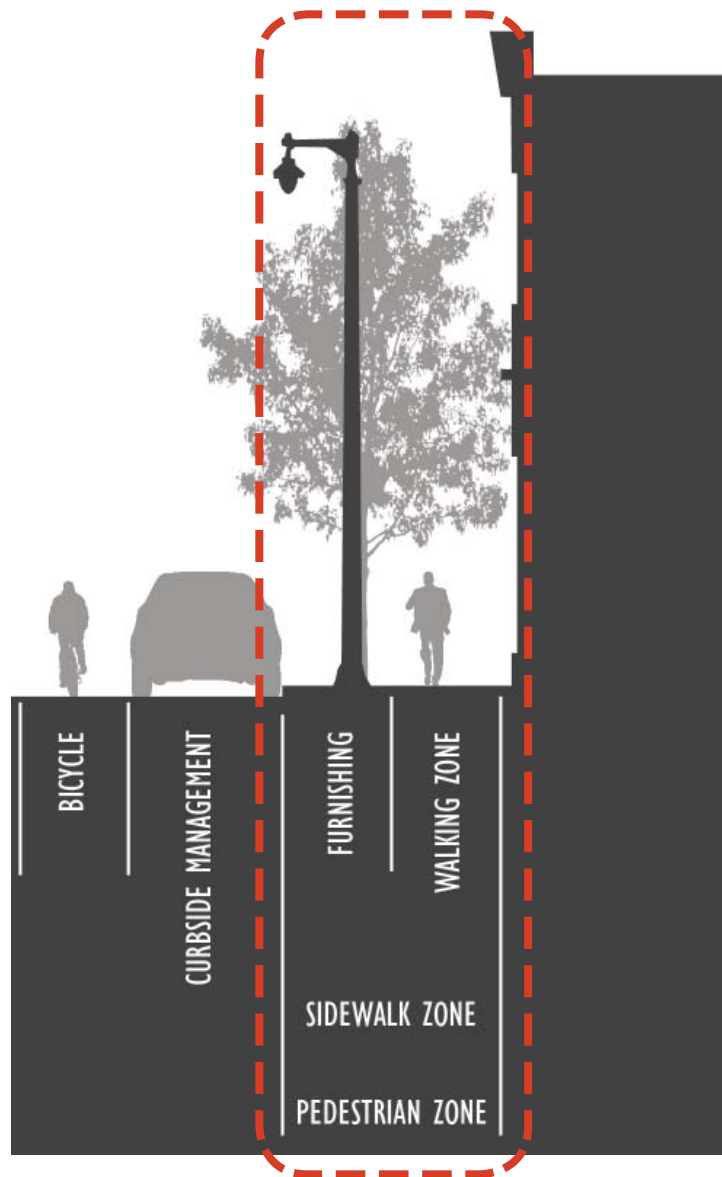 BICYCLE
CURBSIDE MANAGEMENT
FURNISHING
WALKING ZONE
SIDEWALK ZONE
PEDESTRIAN ZONE